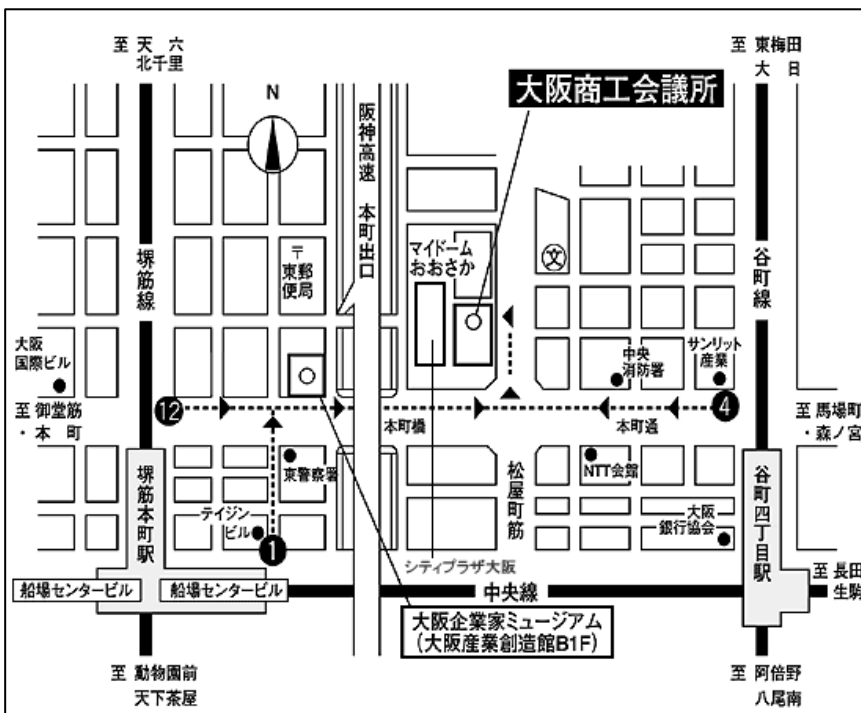 至 天 六
北千里
至 東梅田
大 日
N
大阪商工会議所
阪神高速 本町出口
堺筋線
谷町線
〒
東郵
便局
マイドーム
おおさか
文
大阪
国際ビル
中央
消防署
サンリット
産業
至 御堂筋
・本 町
12
4
至 馬場町
・森ノ宮
本町橋
本町通
東警察署
NTT会館
松屋町筋
堺筋本町駅
谷町四丁目駅
テイジン
ビル
1
大阪
銀行協会
シティプラザ大阪
至 長田
生駒
船場センタービル
船場センタービル
中央線
大阪企業家ミュージアム
(大阪産業創造館B1F)
至 動物園前
天下茶屋
至 阿倍野
八尾南